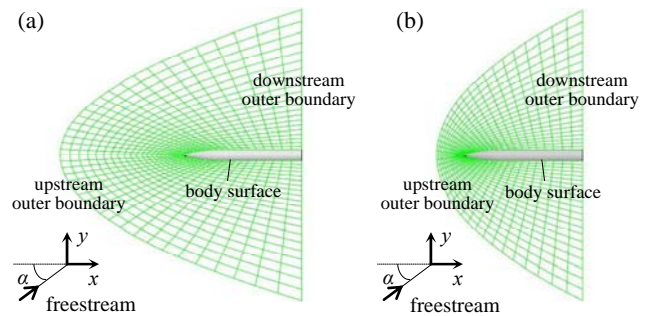 (a)
downstream
outer boundary
upstream
outer boundary
body surface
y
x
α
freestream
(b)
downstream
outer boundary
upstream
outer boundary
body surface
y
x
α
freestream